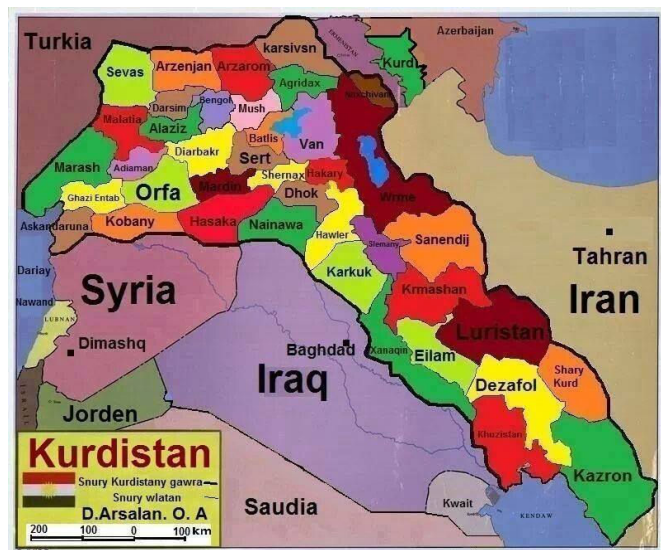 Turkia
Azerbaijan
karsivsn
Kurd
Sevas
Arzenjan
Arzarom
Agridax
Darsim
Bengol
Mush
Malatia
Alaziz
Batlis
Van
Diarbakr
Marash
Adiaman
Sert
Shernax
Hakary
Wrme
Orfa
Mardin
Dhok
Ghazi Entab
Kobany
Hasaka
Nainawa
Hawler
Slemany
Sanendij
Askandaruna
Tahran
Dariay
Nawand
Syria
Karkuk
Krmashan
Iran
LUBNAN
Dimashq
Baghdad
Xanaqin
Eilam
Luristan
Iraq
Dezafol
Shary
Kurd
Jorden
Khuzistan
Kazron
Kurdistan
Snury Kurdistany gawra
Snury wlatan
D.Arsalan. O. A
200 100 0 100 km
Saudia
Kwait
KENDAW